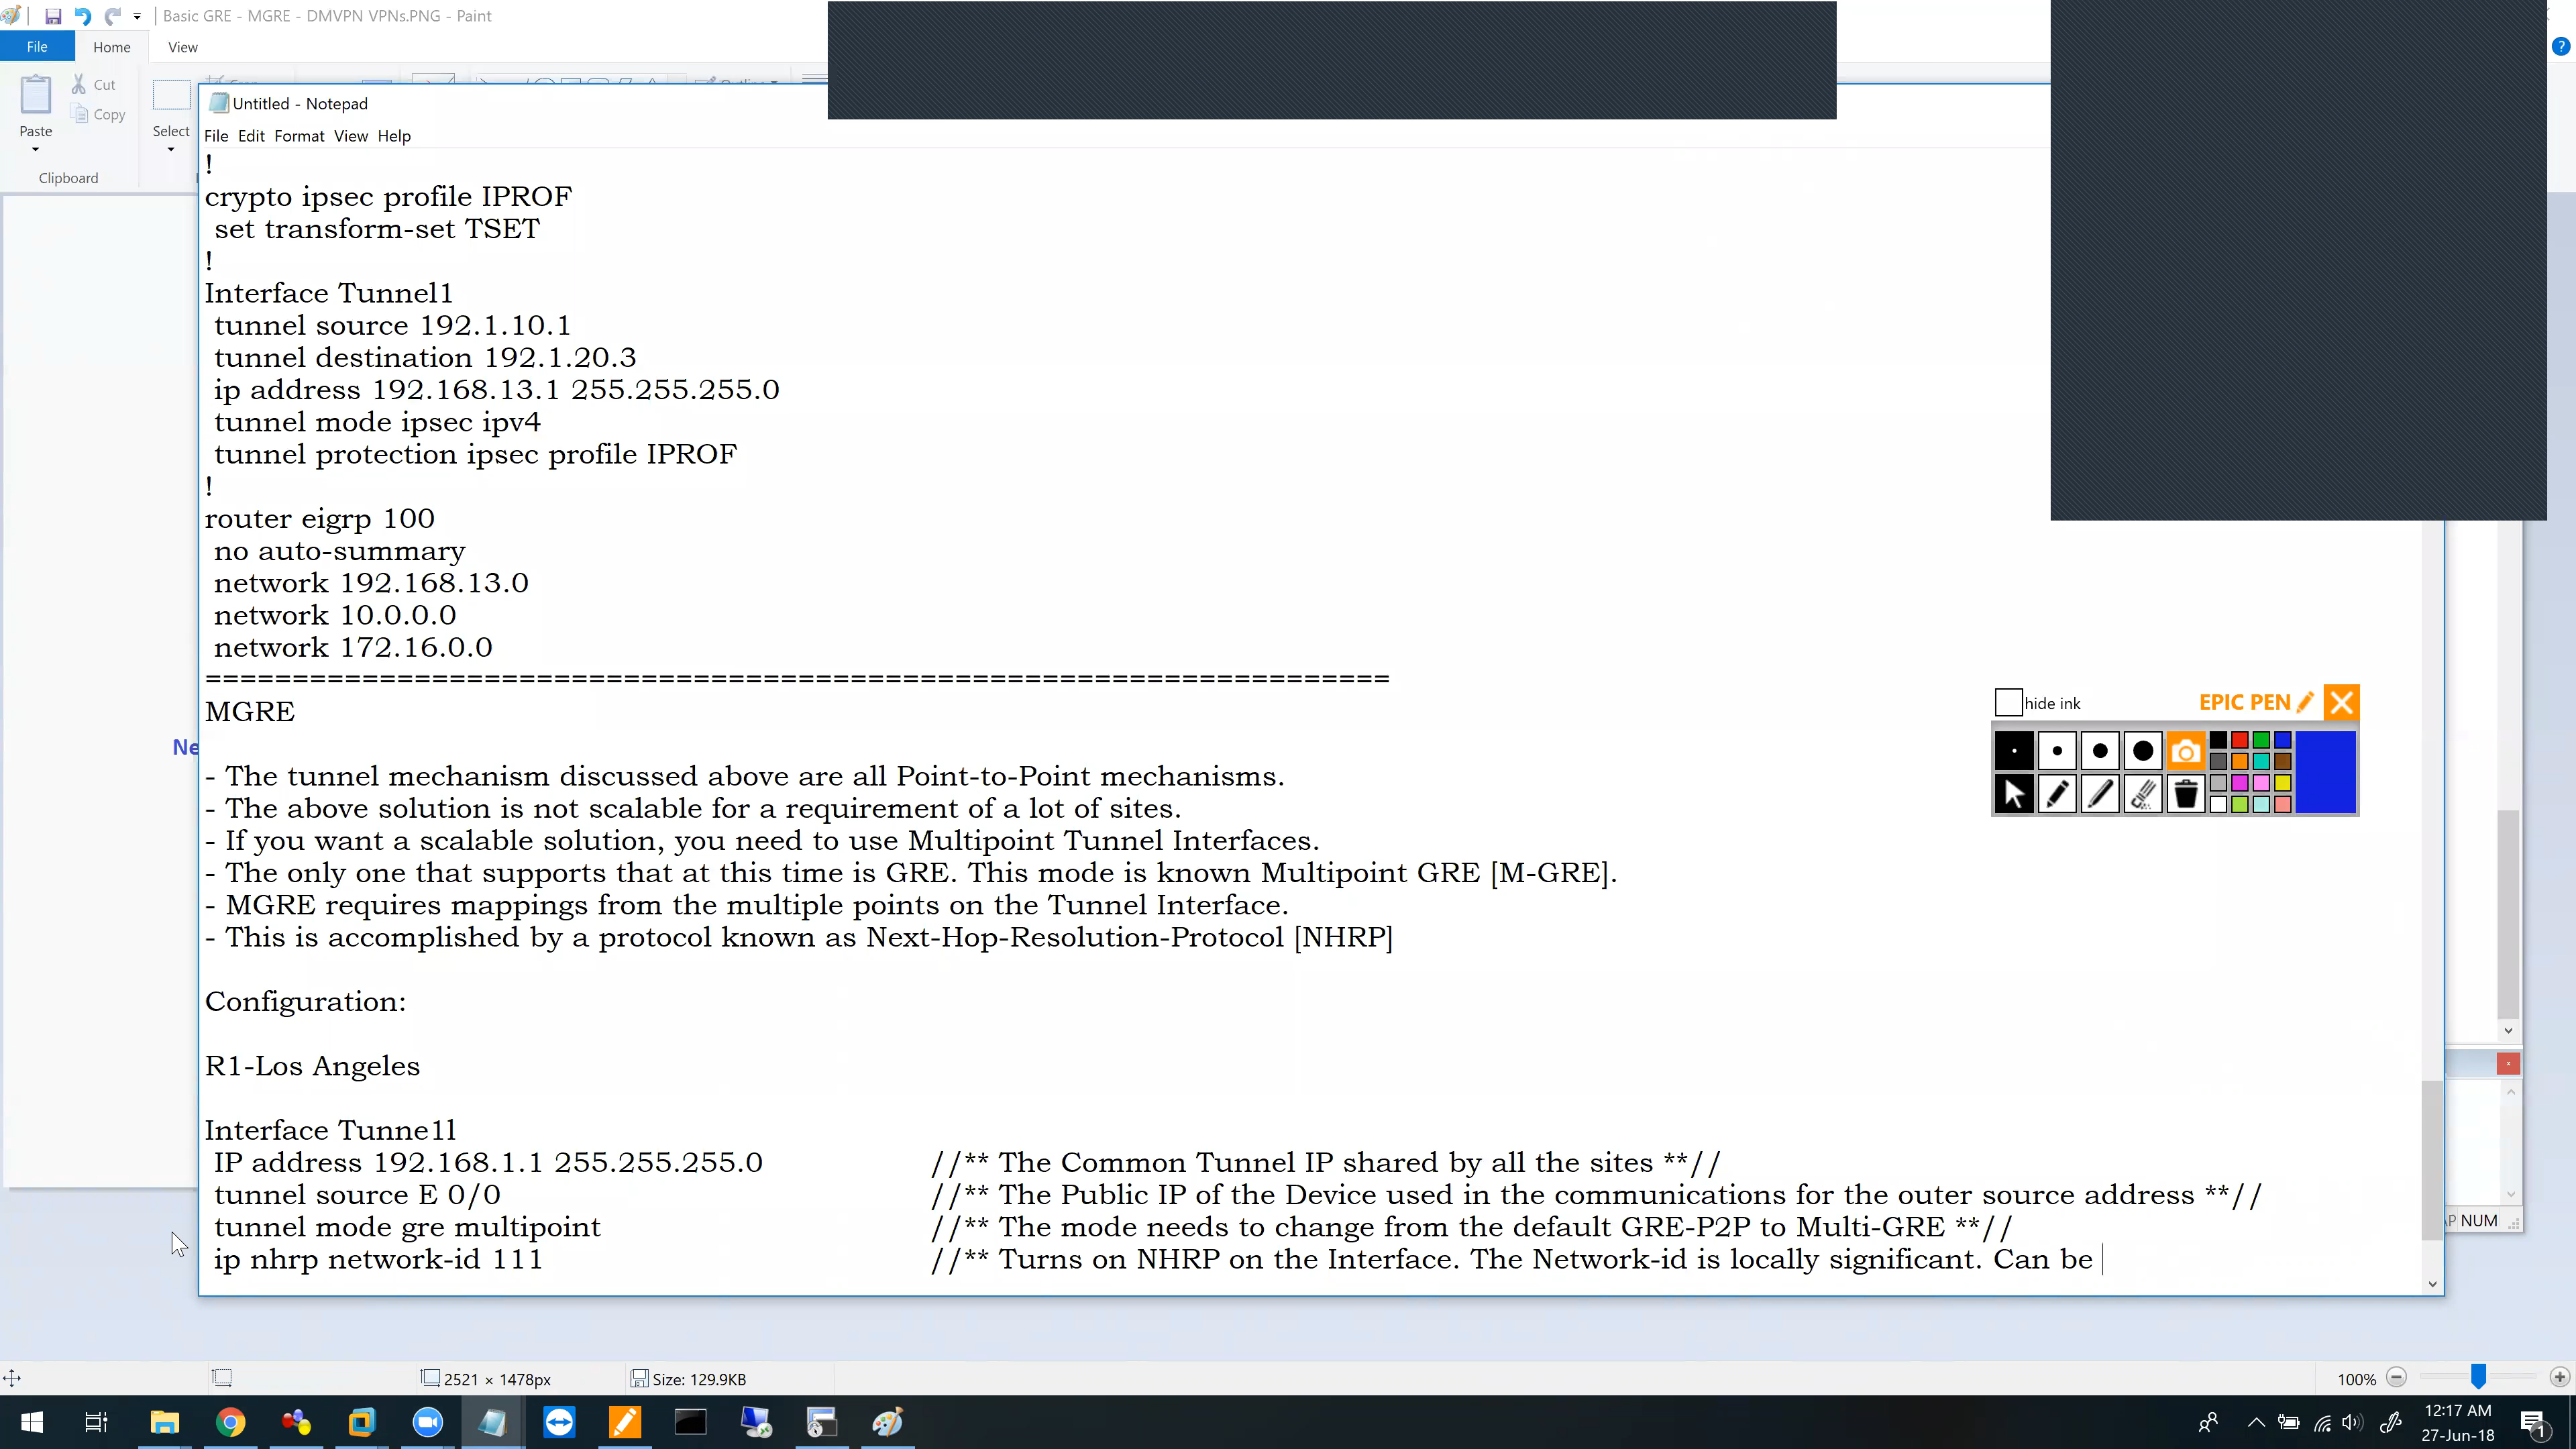 Basic GRE - MGRE - DMVPN VPNs.PNG - Paint
File Home View
Paste
Cut
Copy
Select
Clipboard
Untitled - Notepad
File Edit Format View Help
!
crypto ipsec profile IPROF
set transform-set TSET
!
Interface Tunnel1
tunnel source 192.1.10.1
tunnel destination 192.1.20.3
ip address 192.168.13.1 255.255.255.0
tunnel mode ipsec ipv4
tunnel protection ipsec profile IPROF
!
router eigrp 100
no auto-summary
network 192.168.13.0
network 10.0.0.0
network 172.16.0.0
====================================================================
MGRE
- The tunnel mechanism discussed above are all Point-to-Point mechanisms.
- The above solution is not scalable for a requirement of a lot of sites.
- If you want a scalable solution, you need to use Multipoint Tunnel Interfaces.
- The only one that supports that at this time is GRE. This mode is known Multipoint GRE [M-GRE].
- MGRE requires mappings from the multiple points on the Tunnel Interface.
- This is accomplished by a protocol known as Next-Hop-Resolution-Protocol [NHRP]
Configuration:
R1-Los Angeles
Interface Tunne1l
IP address 192.168.1.1 255.255.255.0 //** The Common Tunnel IP shared by all the sites **//
tunnel source E 0/0 //** The Public IP of the Device used in the communications for the outer source address **//
tunnel mode gre multipoint //** The mode needs to change from the default GRE-P2P to Multi-GRE **//
ip nhrp network-id 111 //** Turns on NHRP on the Interface. The Network-id is locally significant. Can be
Ne
hide ink
EPIC PEN
NUM
2521 × 1478px
Size: 129.9KB
100%
12:17 AM
27-Jun-18
1